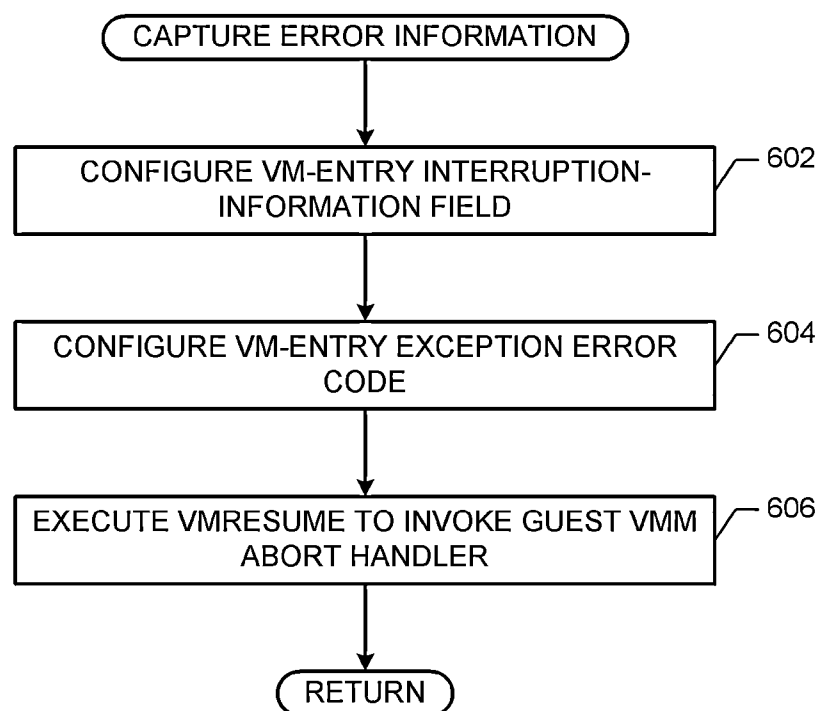 CAPTURE ERROR INFORMATION
CONFIGURE VM-ENTRY INTERRUPTION-
INFORMATION FIELD
602
CONFIGURE VM-ENTRY EXCEPTION ERROR
CODE
604
EXECUTE VMRESUME TO INVOKE GUEST VMM
ABORT HANDLER
606
RETURN